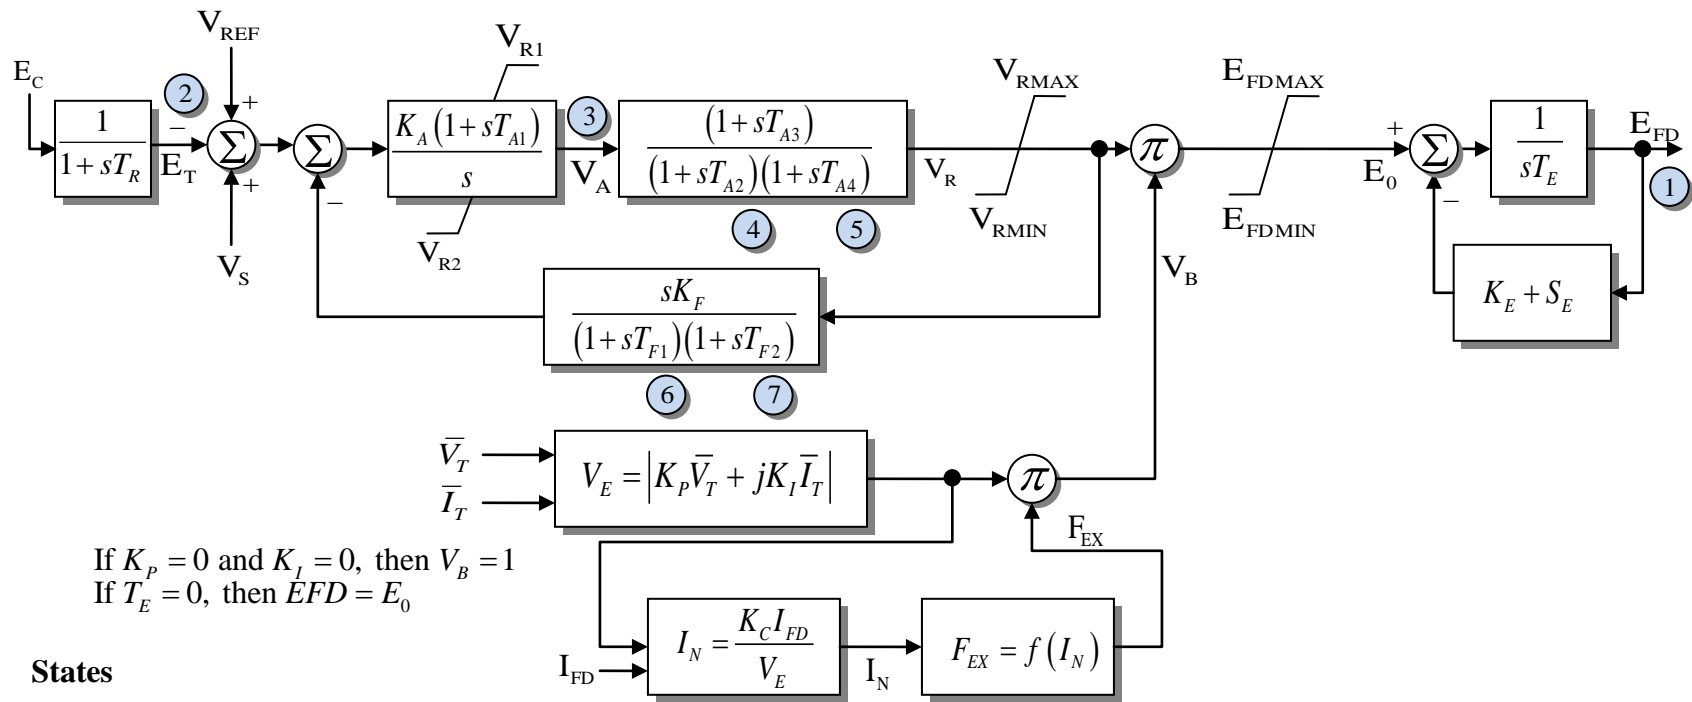 V_REF
E_C
1 / (1 + sT_R)
2
−
+
E_T
Σ
+
V_S
Σ
−
V_R1
K_A (1 + sT_A1) / s
V_R2
3
V_A
(1 + sT_A3) / ((1 + sT_A2)(1 + sT_A4))
4
5
V_R
V_RMAX
V_RMIN
π
V_B
E_FDMAX
E_FDMIN
+
E_0
Σ
−
1 / sT_E
E_FD
1
K_E + S_E
sK_F / ((1 + sT_F1)(1 + sT_F2))
6
7
V̅_T
I̅_T
V_E = |K_P V̅_T + jK_I I̅_T|
π
F_EX
If K_P = 0 and K_I = 0, then V_B = 1
If T_E = 0, then EFD = E_0
I_FD
I_N = K_C I_FD / V_E
I_N
F_EX = f(I_N)
States